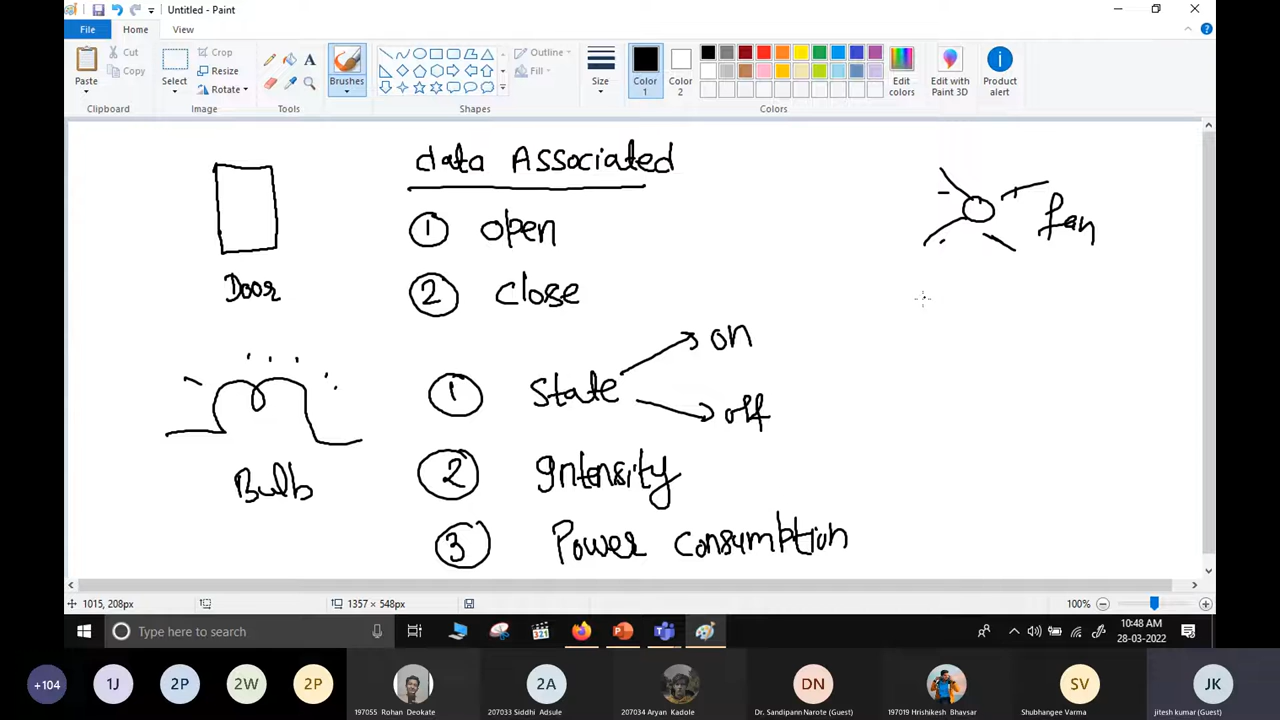 Untitled - Paint
File
Home
View
Paste
Cut
Copy
Clipboard
Select
Crop
Resize
Rotate
Image
A
Tools
Brushes
Shapes
Outline
Fill
Size
Color
1
Color
2
Edit
colors
Colors
Edit with
Paint 3D
Product
alert
data Associated
1 open
2 close
Door
fan
1 State
on
off
2 Intensity
3 Power consumption
Bulb
1015, 208px
1357 × 548px
100%
Type here to search
10:48 AM
28-03-2022
+104
1J
2P
2W
2P
197055 Rohan Deokate
2A
207033 Siddhi Adsule
207034 Aryan Kadole
DN
Dr. Sandipann Narote (Guest)
197019 Hrishikesh Bhavsar
SV
Shubhangee Varma
JK
jitesh kumar (Guest)